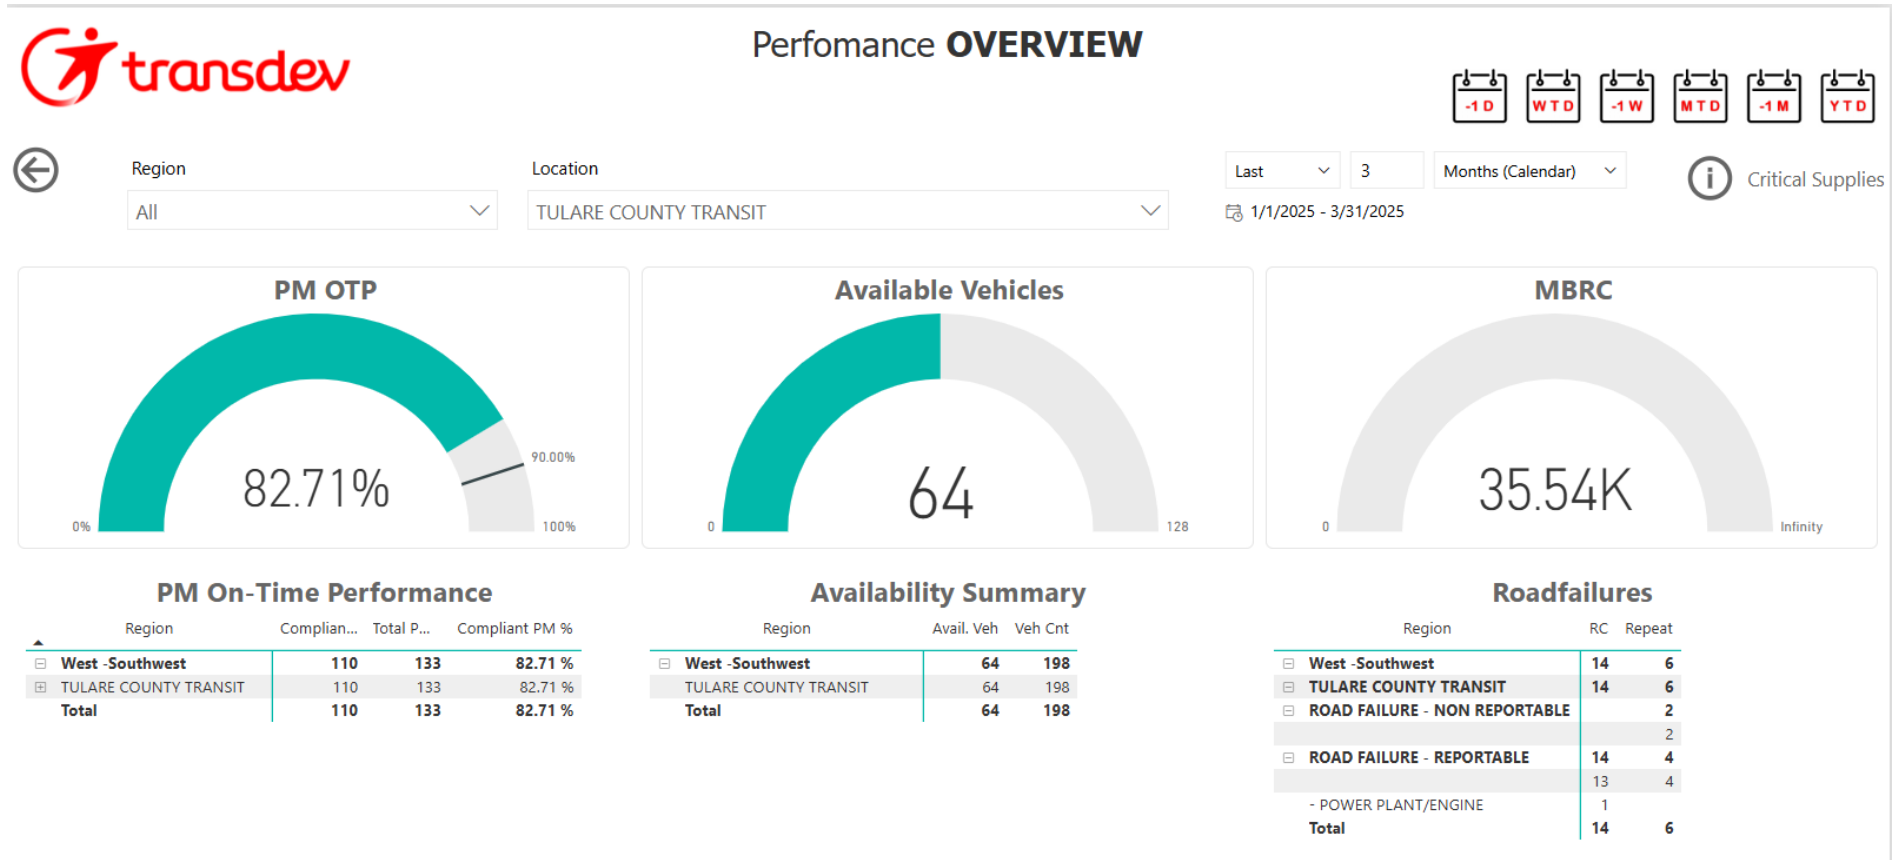 transdev
Perfomance OVERVIEW
-1 D
WTD
-1 W
MTD
-1 M
YTD
Region
Location
Last
3
Months (Calendar)
Critical Supplies
All
TULARE COUNTY TRANSIT
1/1/2025 - 3/31/2025
PM OTP
82.71%
0%
90.00%
100%
Available Vehicles
64
0
128
MBRC
35.54K
0
Infinity
PM On-Time Performance
Region Complian... Total P... Compliant PM %
West -Southwest 110 133 82.71 %
TULARE COUNTY TRANSIT 110 133 82.71 %
Total 110 133 82.71 %
Availability Summary
Region Avail. Veh Veh Cnt
West -Southwest 64 198
TULARE COUNTY TRANSIT 64 198
Total 64 198
Roadfailures
Region RC Repeat
West -Southwest 14 6
TULARE COUNTY TRANSIT 14 6
ROAD FAILURE - NON REPORTABLE 2
2
ROAD FAILURE - REPORTABLE 14 4
13 4
- POWER PLANT/ENGINE 1
Total 14 6